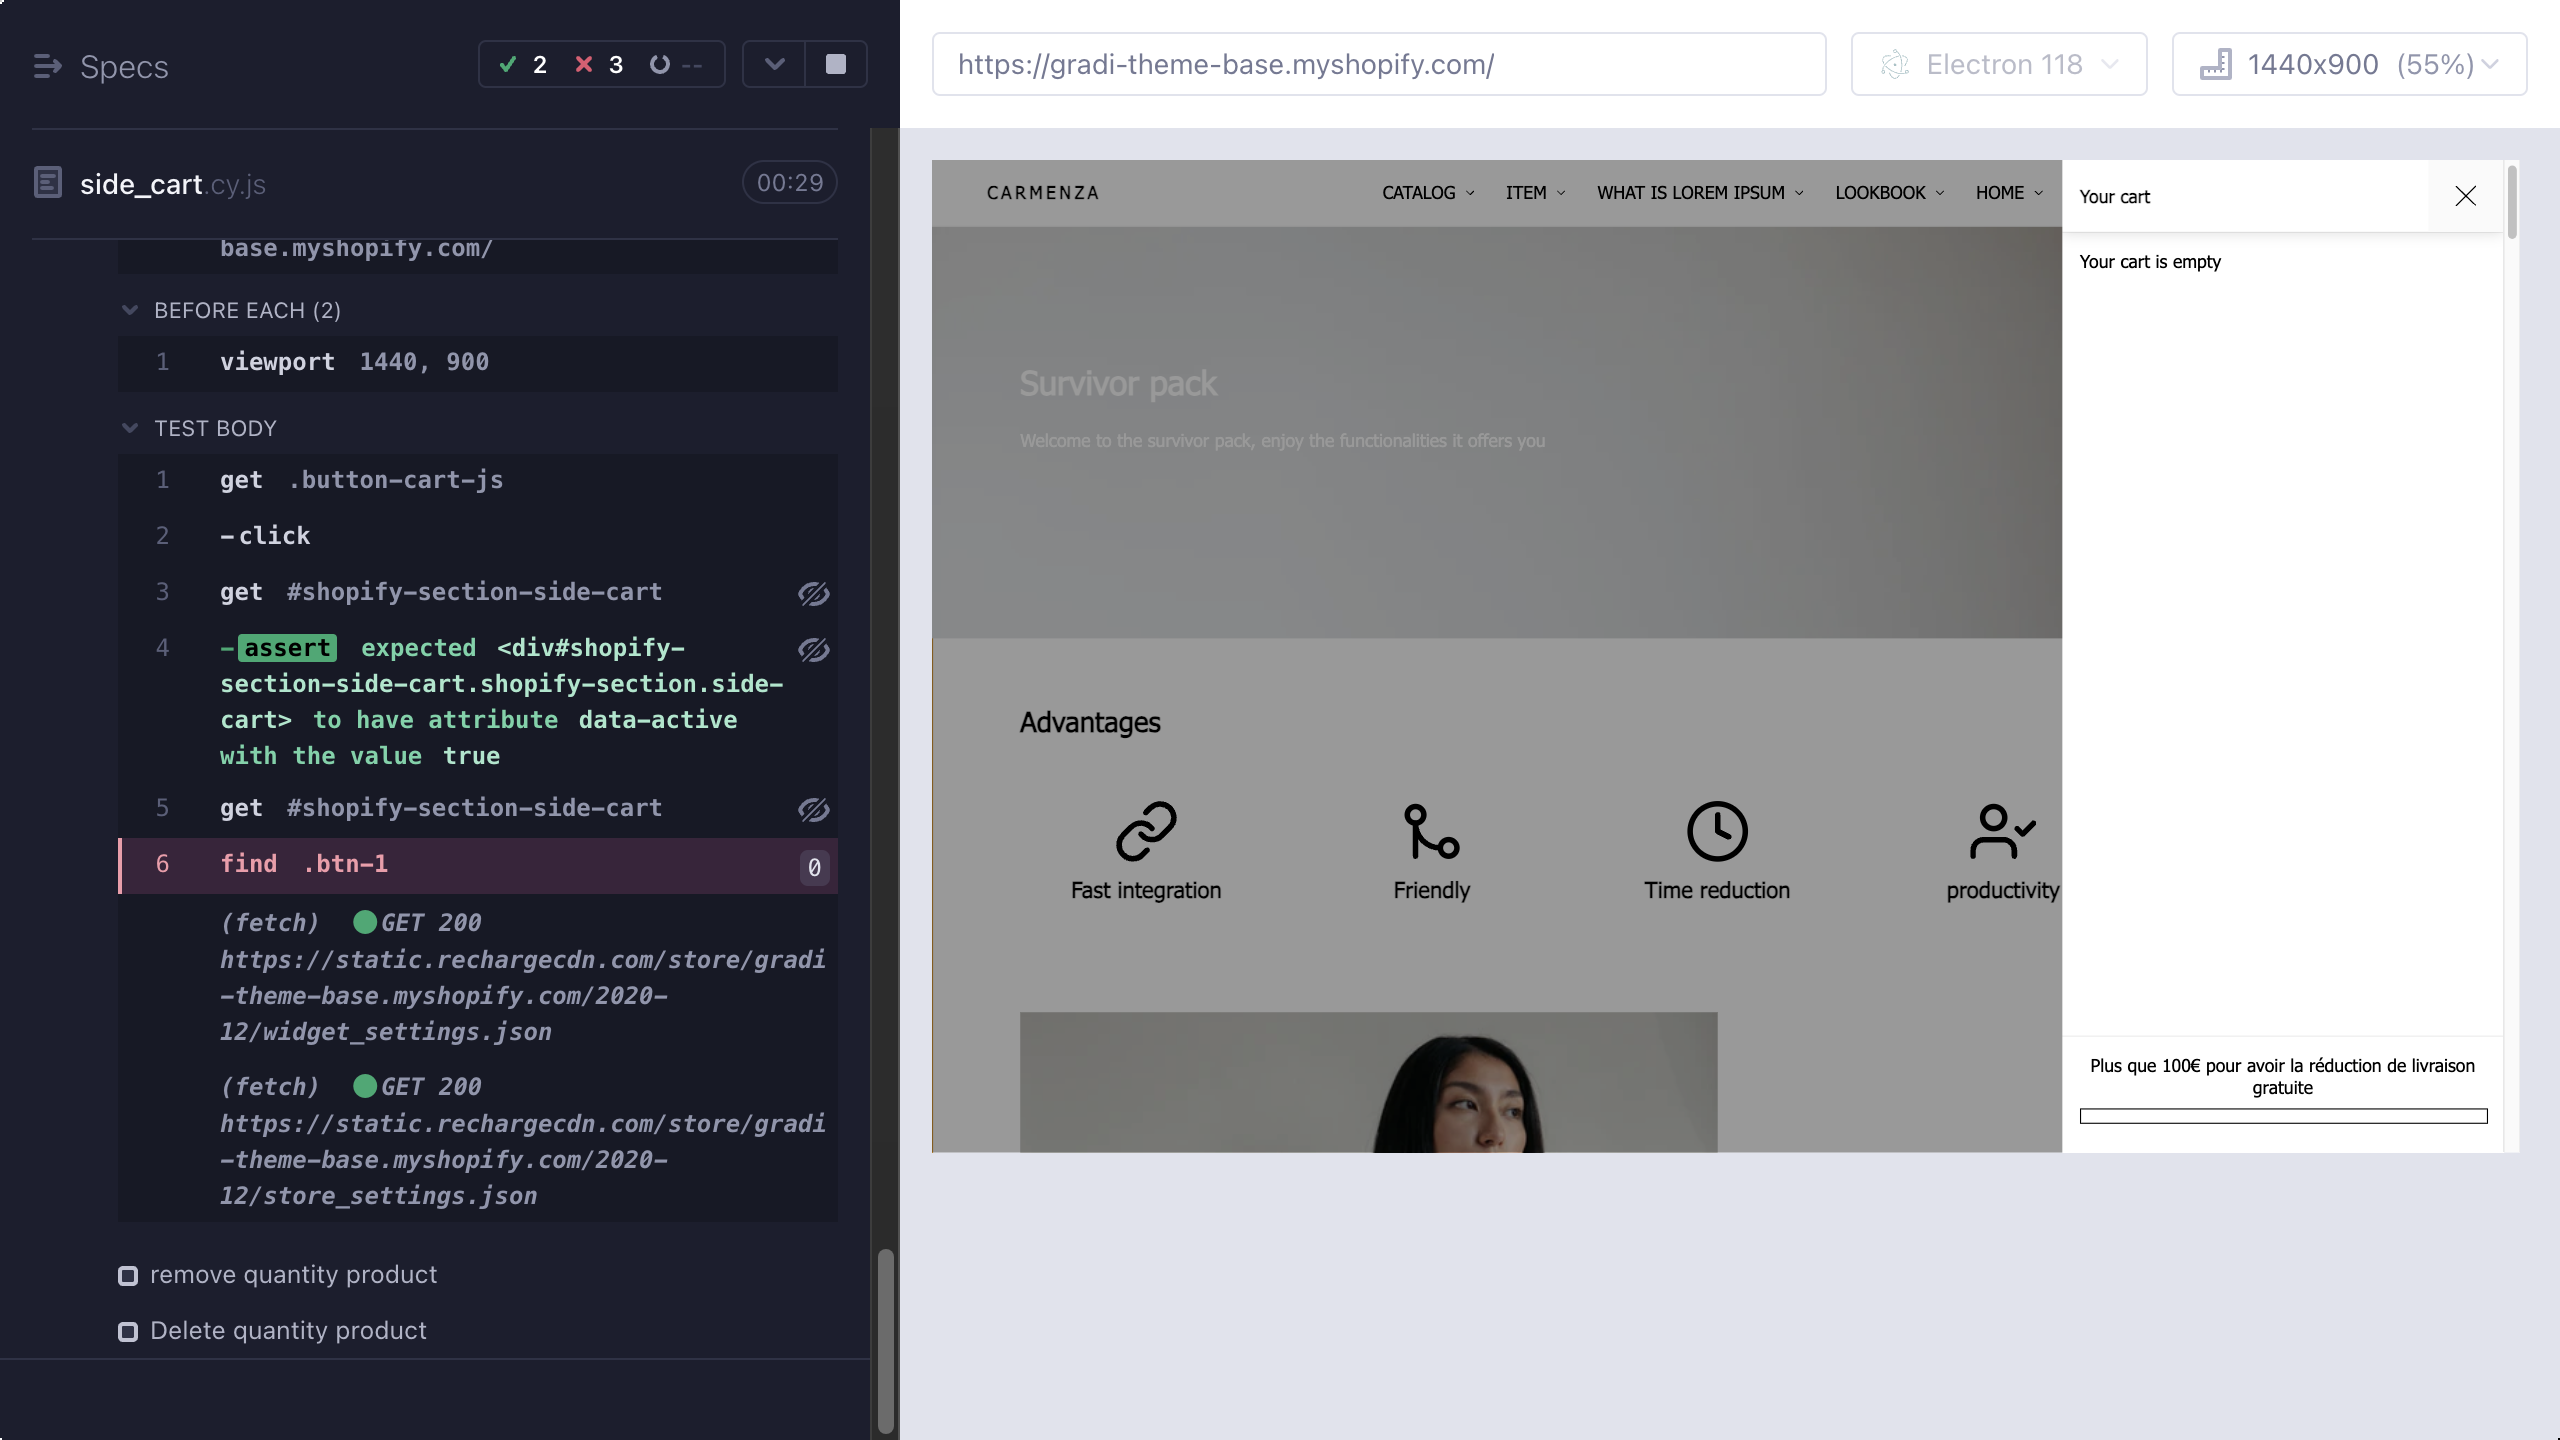 Specs
2
3
--
side_cart.cy.js
00:29
base.myshopify.com/
BEFORE EACH (2)
1 viewport 1440, 900
TEST BODY
1 get .button-cart-js
2 -click
3 get #shopify-section-side-cart
4 -assert expected <div#shopify-
section-side-cart.shopify-section.side-
cart> to have attribute data-active
with the value true
5 get #shopify-section-side-cart
6 find .btn-1 0
(fetch) GET 200
https://static.rechargecdn.com/store/gradi
-theme-base.myshopify.com/2020-
12/widget_settings.json
(fetch) GET 200
https://static.rechargecdn.com/store/gradi
-theme-base.myshopify.com/2020-
12/store_settings.json
remove quantity product
Delete quantity product
https://gradi-theme-base.myshopify.com/
Electron 118
1440x900 (55%)
CARMENZA
CATALOG
ITEM
WHAT IS LOREM IPSUM
LOOKBOOK
HOME
Survivor pack
Welcome to the survivor pack, enjoy the functionalities it offers you
Advantages
Fast integration
Friendly
Time reduction
productivity
Your cart
Your cart is empty
Plus que 100€ pour avoir la réduction de livraison
gratuite